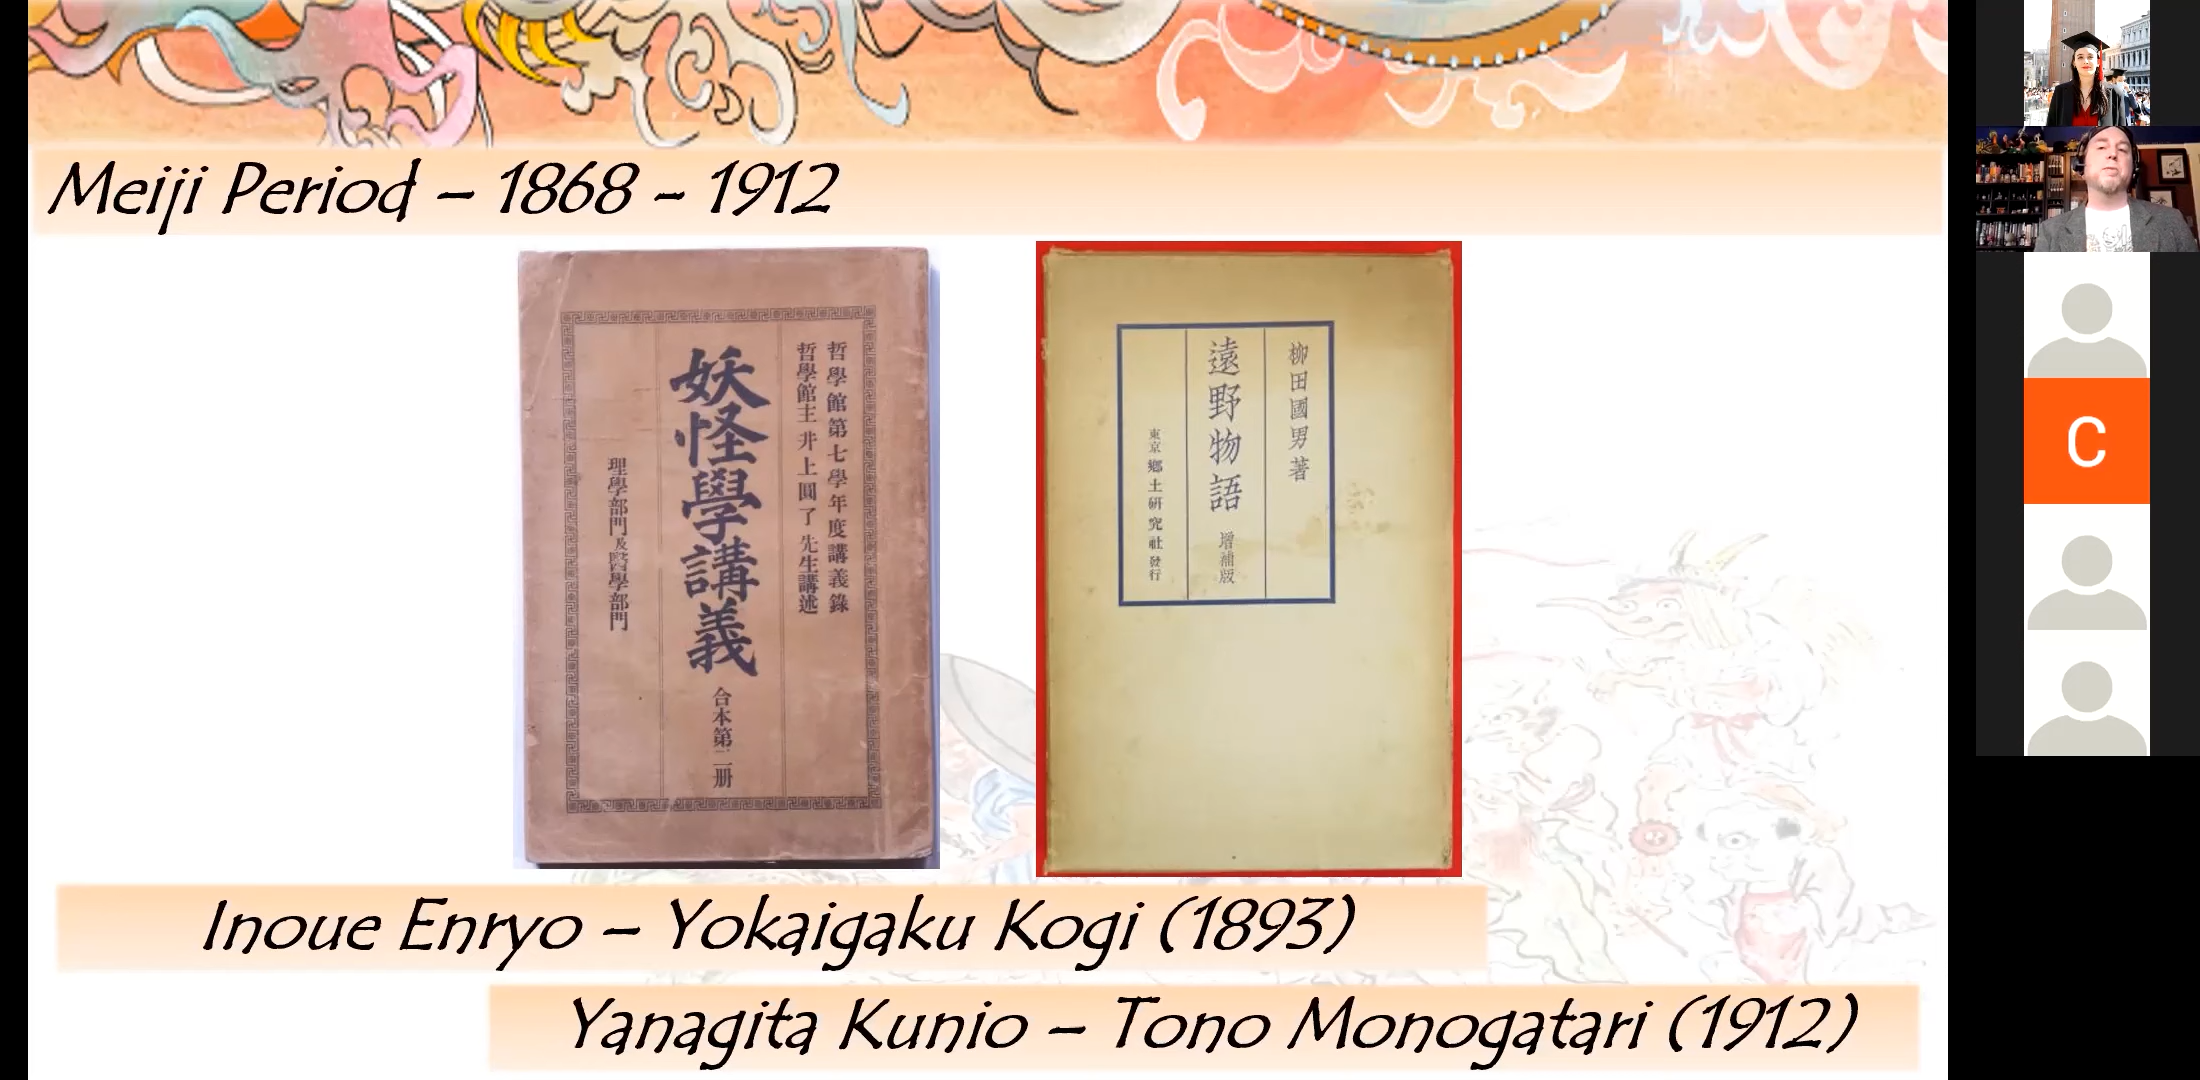 Meiji Period – 1868 - 1912
哲學館第七學年度講義錄
哲學館主 井上圓了先生講述
妖怪學講義 合本第二册
理學部門及醫學部門
柳田國男著
遠野物語 增補版
東京 鄕土研究社 發行
Inoue Enryo – Yokaigaku Kogi (1893)
Yanagita Kunio – Tono Monogatari (1912)
C